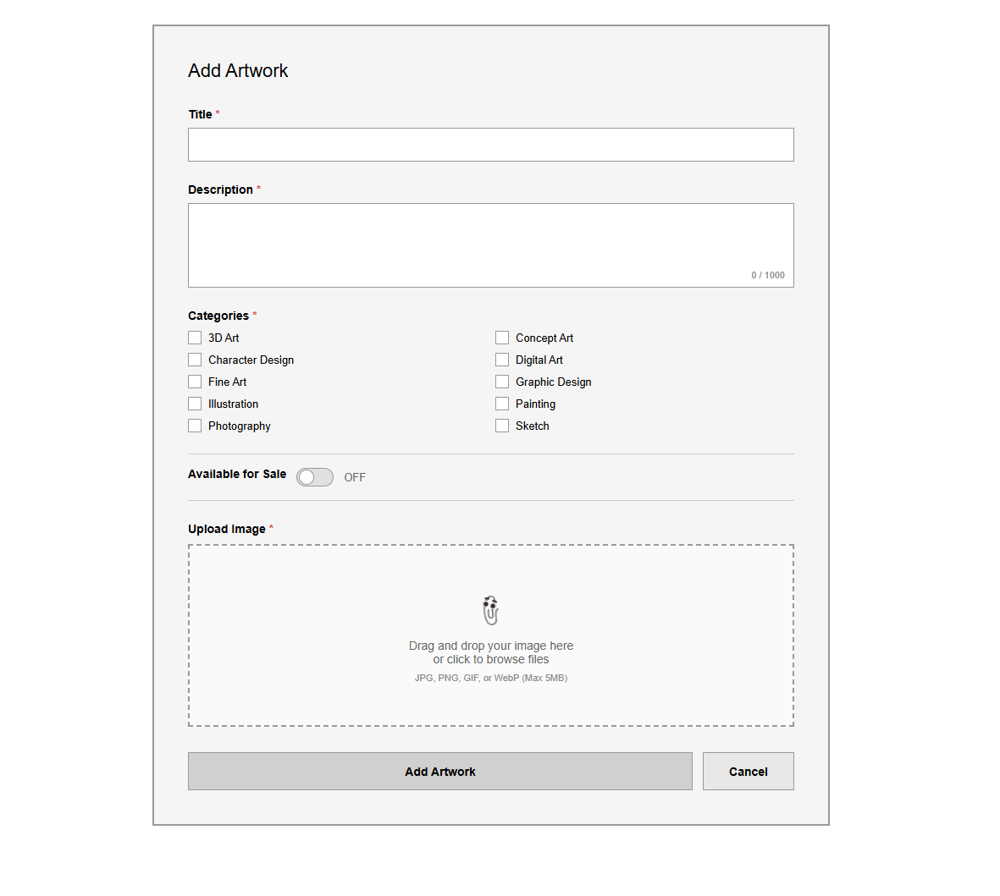 Add Artwork
Title *
Description *
0 / 1000
Categories *
3D Art
Concept Art
Character Design
Digital Art
Fine Art
Graphic Design
Illustration
Painting
Photography
Sketch
Available for Sale OFF
Upload Image *
Drag and drop your image here
or click to browse files
JPG, PNG, GIF, or WebP (Max 5MB)
Add Artwork
Cancel